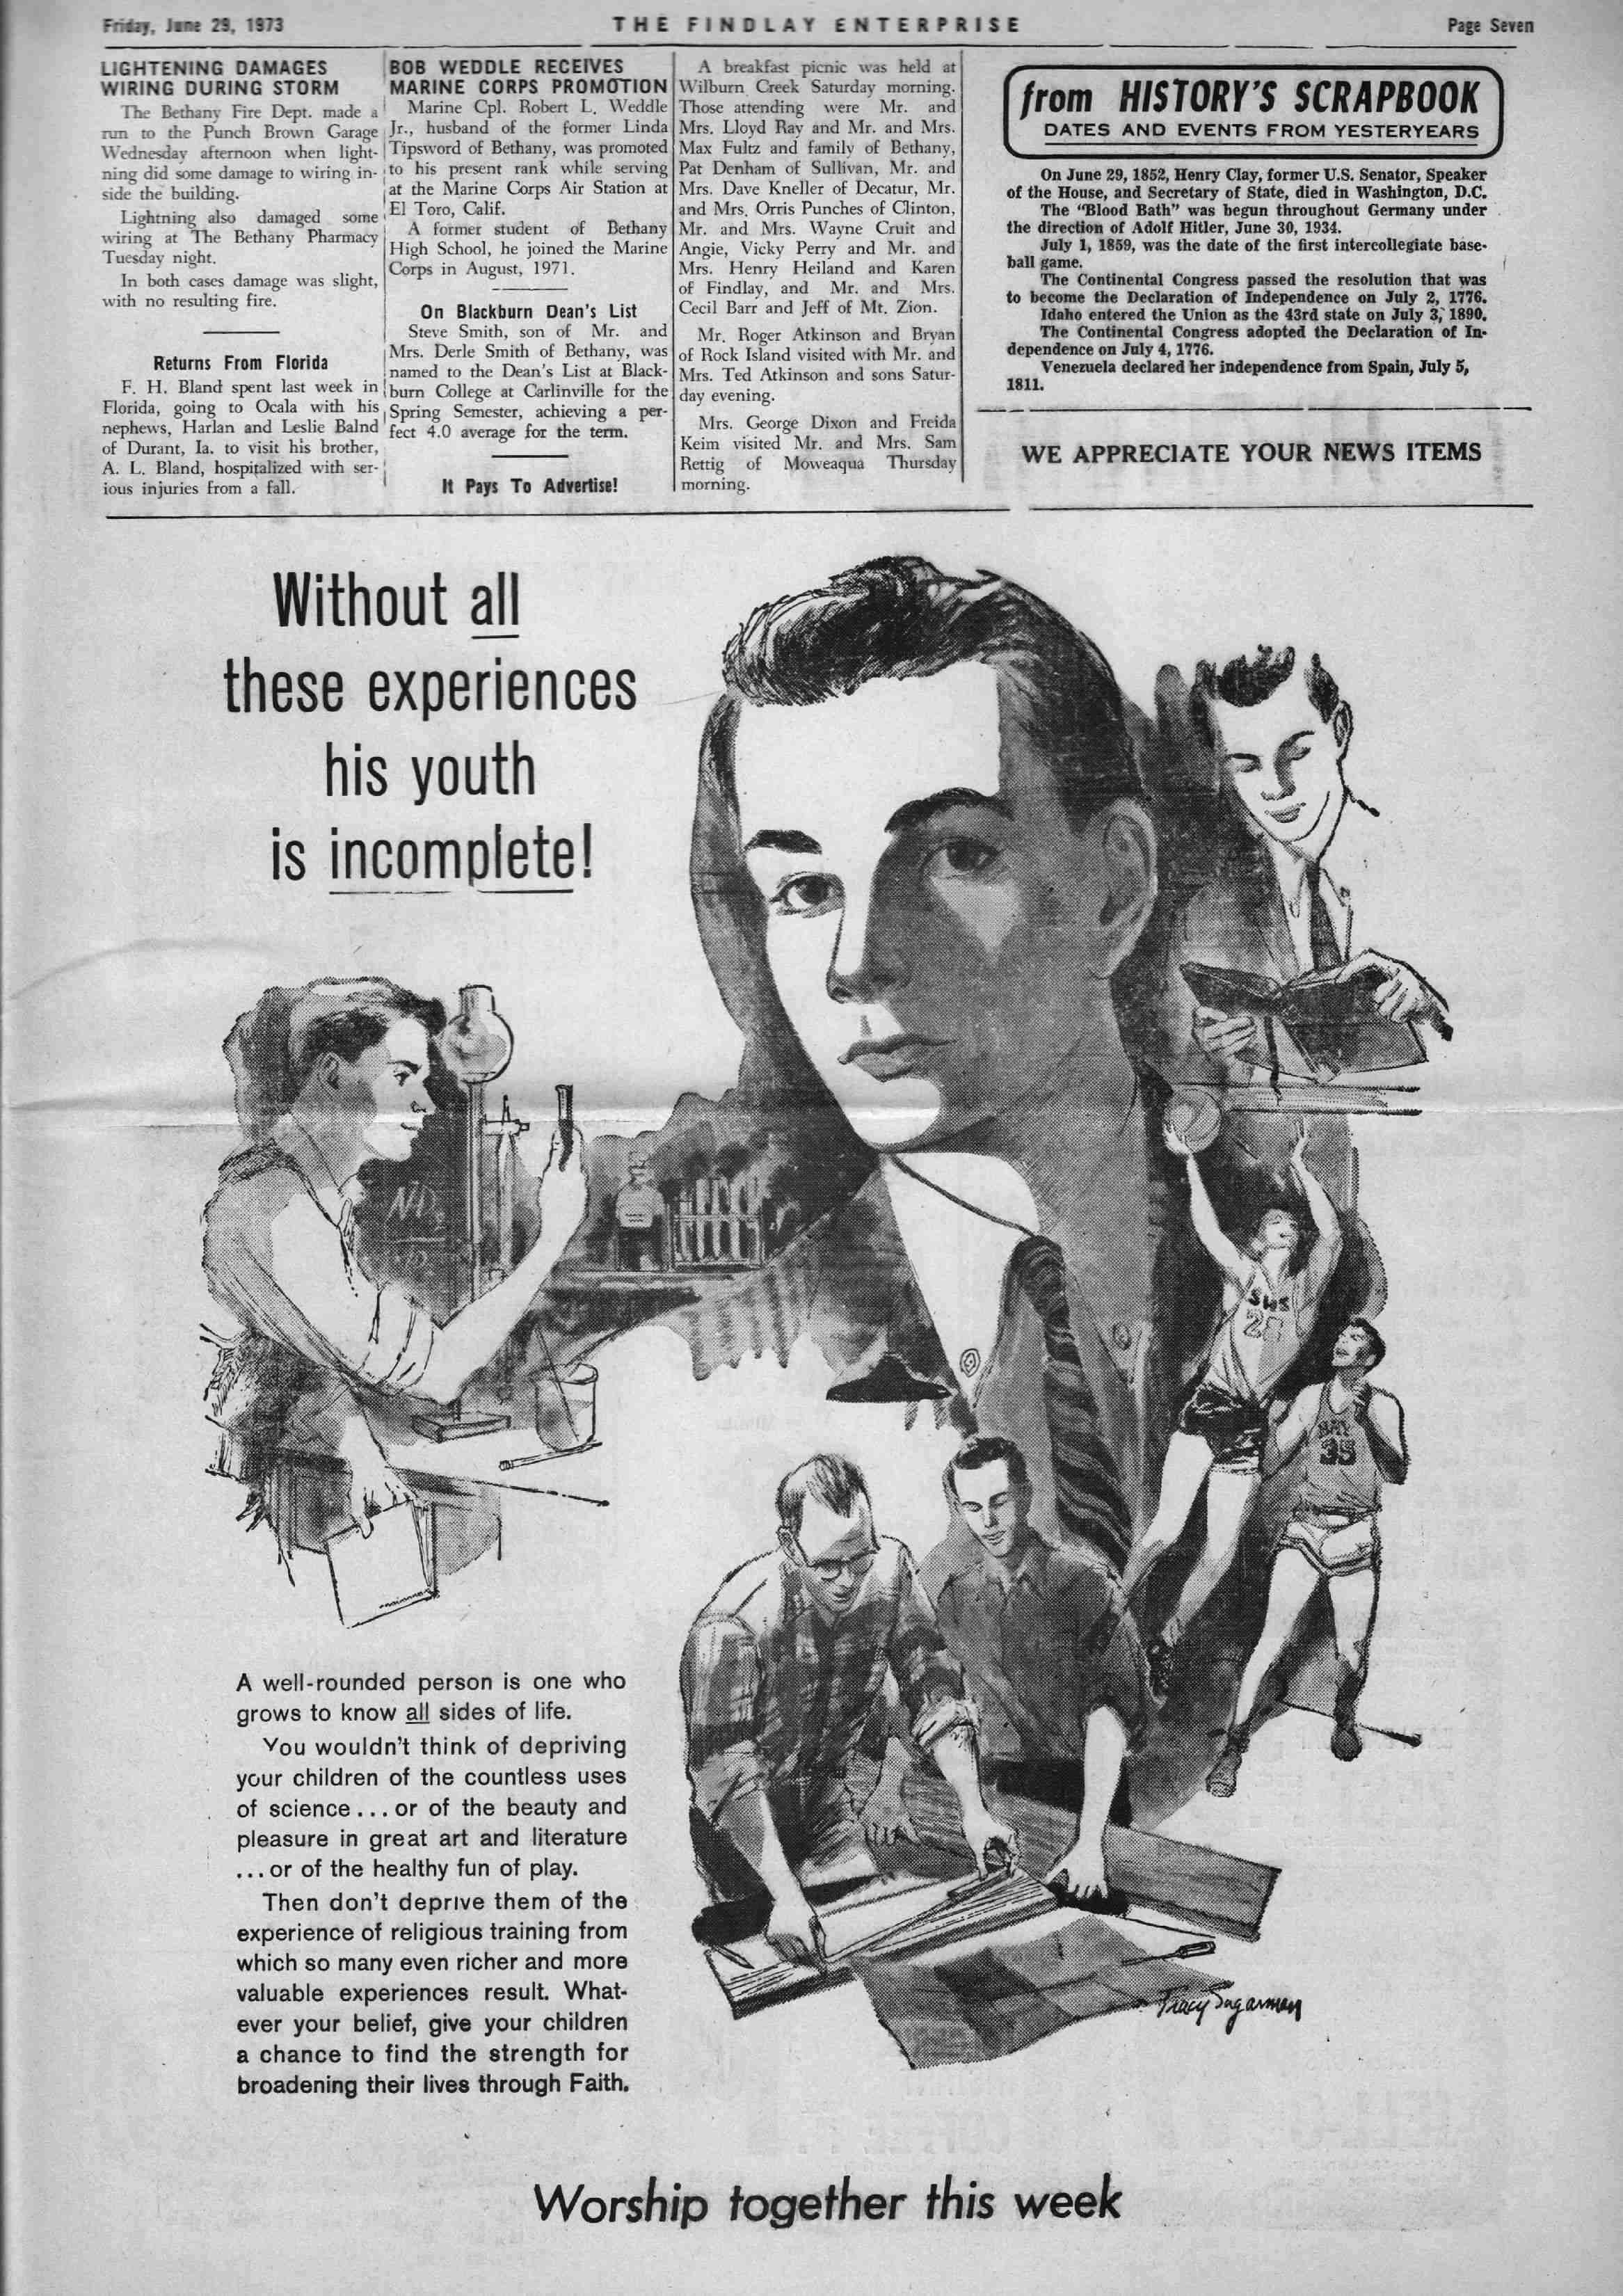 Friday, June 29, 1973
THE FINDLAY ENTERPRISE
Page Seven
LIGHTENING DAMAGES
WIRING DURING STORM
The Bethany Fire Dept. made a
run to the Punch Brown Garage
Wednesday afternoon when light-
ning did some damage to wiring in-
side the building.
Lightning also damaged some
wiring at The Bethany Pharmacy
Tuesday night.
In both cases damage was slight,
with no resulting fire.
Returns From Florida
F. H. Bland spent last week in
Florida, going to Ocala with his
nephews, Harlan and Leslie Balnd
of Durant, Ia. to visit his brother,
A. L. Bland, hospitalized with ser-
ious injuries from a fall.
BOB WEDDLE RECEIVES
MARINE CORPS PROMOTION
Marine Cpl. Robert L. Weddle
Jr., husband of the former Linda
Tipsword of Bethany, was promoted
to his present rank while serving
at the Marine Corps Air Station at
El Toro, Calif.
A former student of Bethany
High School, he joined the Marine
Corps in August, 1971.
On Blackburn Dean's List
Steve Smith, son of Mr. and
Mrs. Derle Smith of Bethany, was
named to the Dean's List at Black-
burn College at Carlinville for the
Spring Semester, achieving a per-
fect 4.0 average for the term.
It Pays To Advertise!
A breakfast picnic was held at
Wilburn Creek Saturday morning.
Those attending were Mr. and
Mrs. Lloyd Ray and Mr. and Mrs.
Max Fultz and family of Bethany,
Pat Denham of Sullivan, Mr. and
Mrs. Dave Kneller of Decatur, Mr.
and Mrs. Orris Punches of Clinton,
Mr. and Mrs. Wayne Cruit and
Angie, Vicky Perry and Mr. and
Mrs. Henry Heiland and Karen
of Findlay, and Mr. and Mrs.
Cecil Barr and Jeff of Mt. Zion.
Mr. Roger Atkinson and Bryan
of Rock Island visited with Mr. and
Mrs. Ted Atkinson and sons Satur-
day evening.
Mrs. George Dixon and Freida
Keim visited Mr. and Mrs. Sam
Rettig of Moweaqua Thursday
morning.
from HISTORY'S SCRAPBOOK
DATES AND EVENTS FROM YESTERYEARS
On June 29, 1852, Henry Clay, former U.S. Senator, Speaker
of the House, and Secretary of State, died in Washington, D.C.
The "Blood Bath" was begun throughout Germany under
the direction of Adolf Hitler, June 30, 1934.
July 1, 1859, was the date of the first intercollegiate base-
ball game.
The Continental Congress passed the resolution that was
to become the Declaration of Independence on July 2, 1776.
Idaho entered the Union as the 43rd state on July 3, 1890.
The Continental Congress adopted the Declaration of In-
dependence on July 4, 1776.
Venezuela declared her independence from Spain, July 5,
1811.
WE APPRECIATE YOUR NEWS ITEMS
Without all
these experiences
his youth
is incomplete!
SHS
BAY
35
A well-rounded person is one who
grows to know all sides of life.
You wouldn't think of depriving
your children of the countless uses
of science... or of the beauty and
pleasure in great art and literature
...or of the healthy fun of play.
Then don't deprive them of the
experience of religious training from
which so many even richer and more
valuable experiences result. What-
ever your belief, give your children
a chance to find the strength for
broadening their lives through Faith.
Tracy Sugarman
Worship together this week